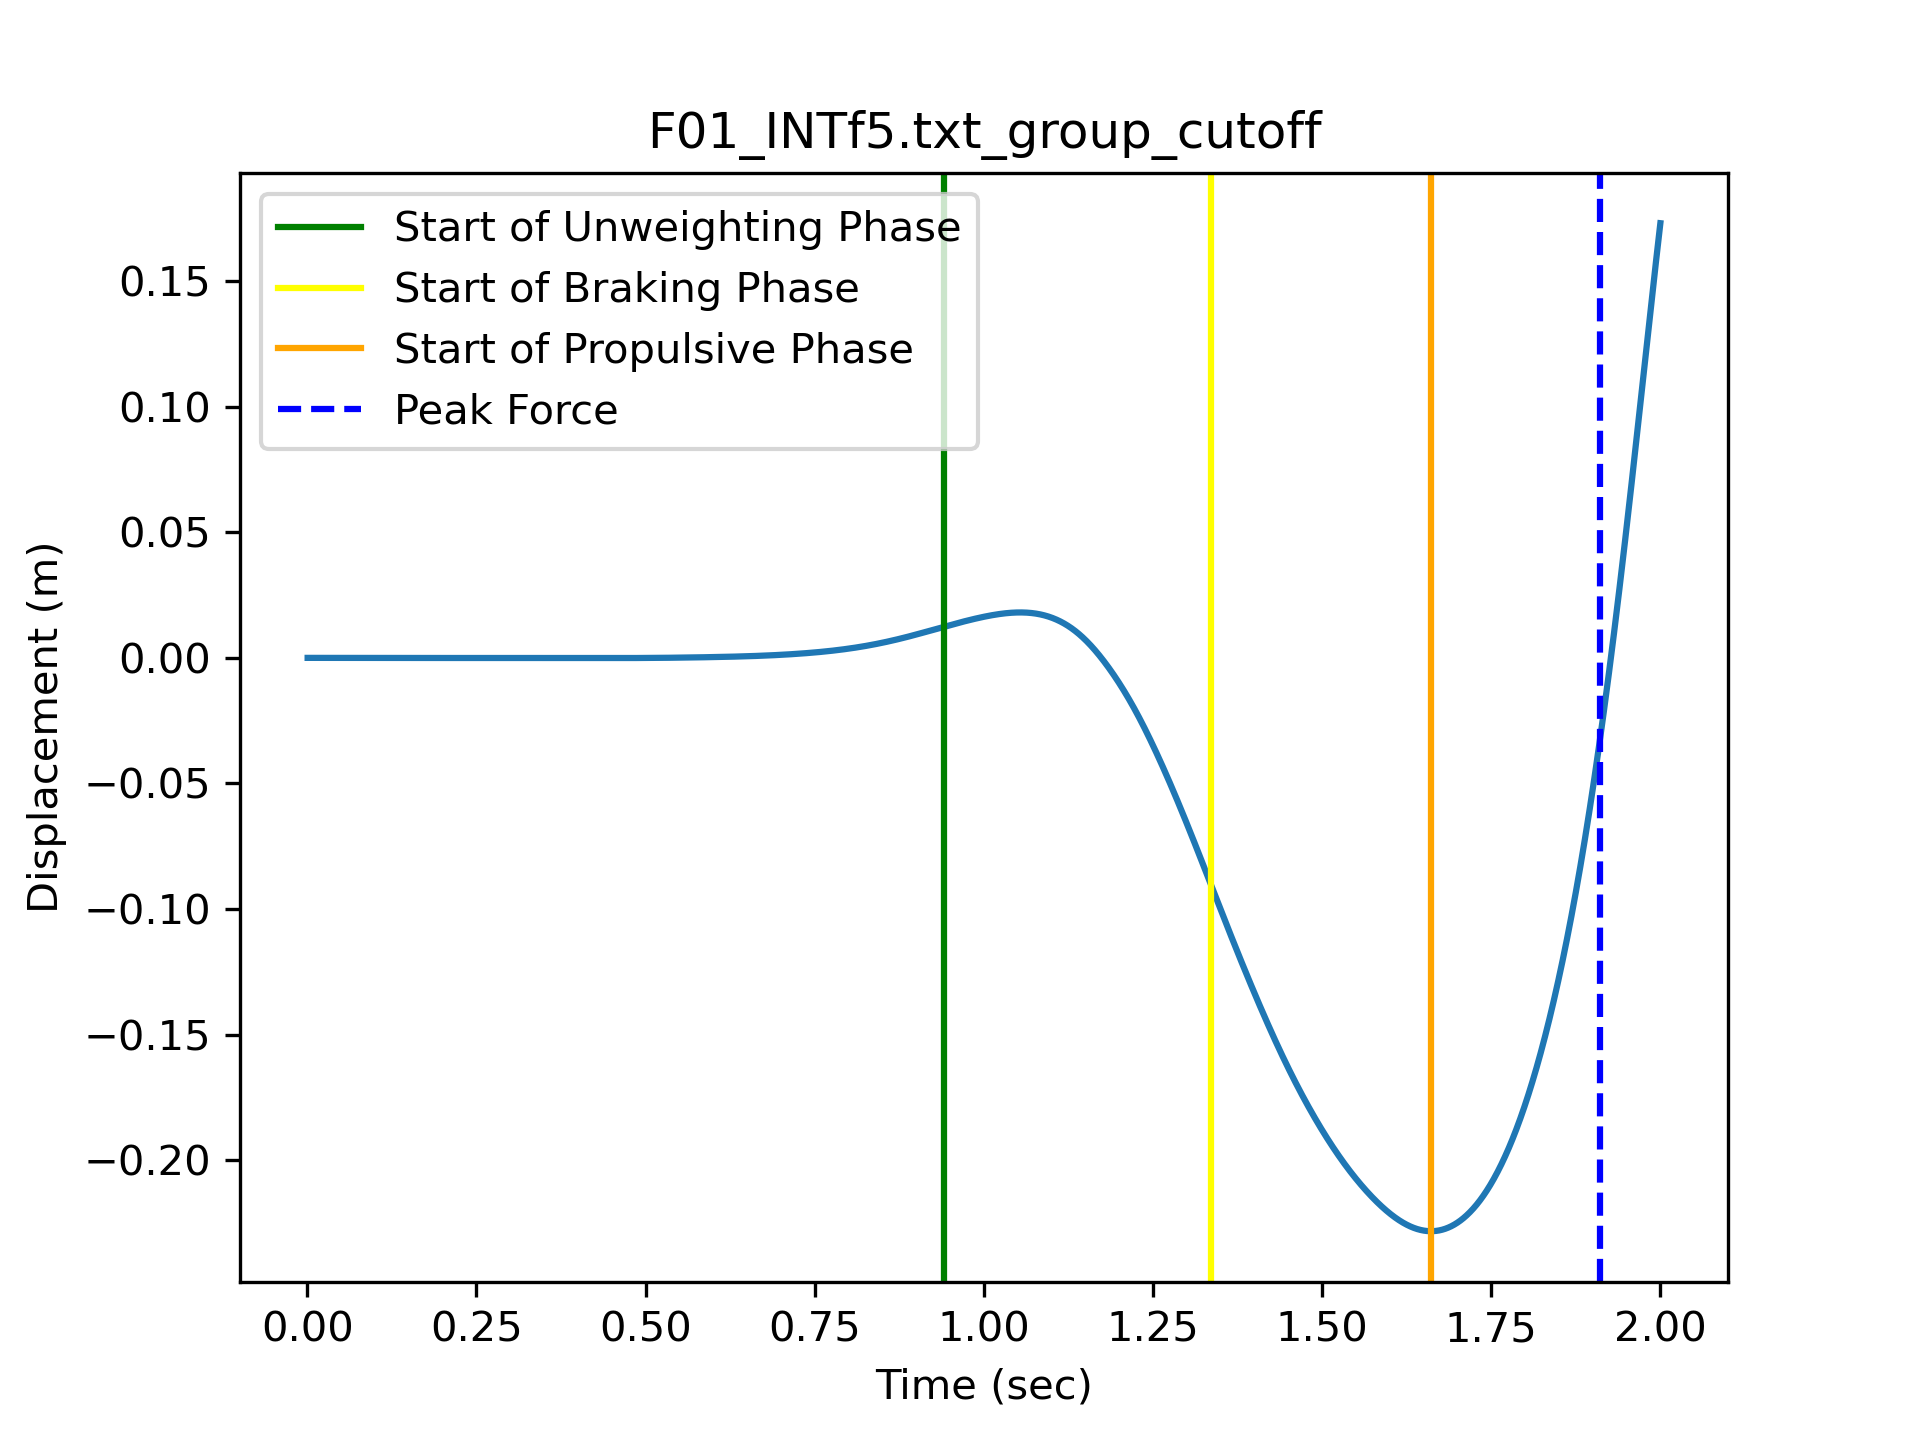 F01_INTf5.txt_group_cutoff
Start of Unweighting Phase
Start of Braking Phase
Start of Propulsive Phase
Peak Force
Displacement (m)
0.15
0.10
0.05
0.00
−0.05
−0.10
−0.15
−0.20
0.00 0.25 0.50 0.75 1.00 1.25 1.50 1.75 2.00
Time (sec)